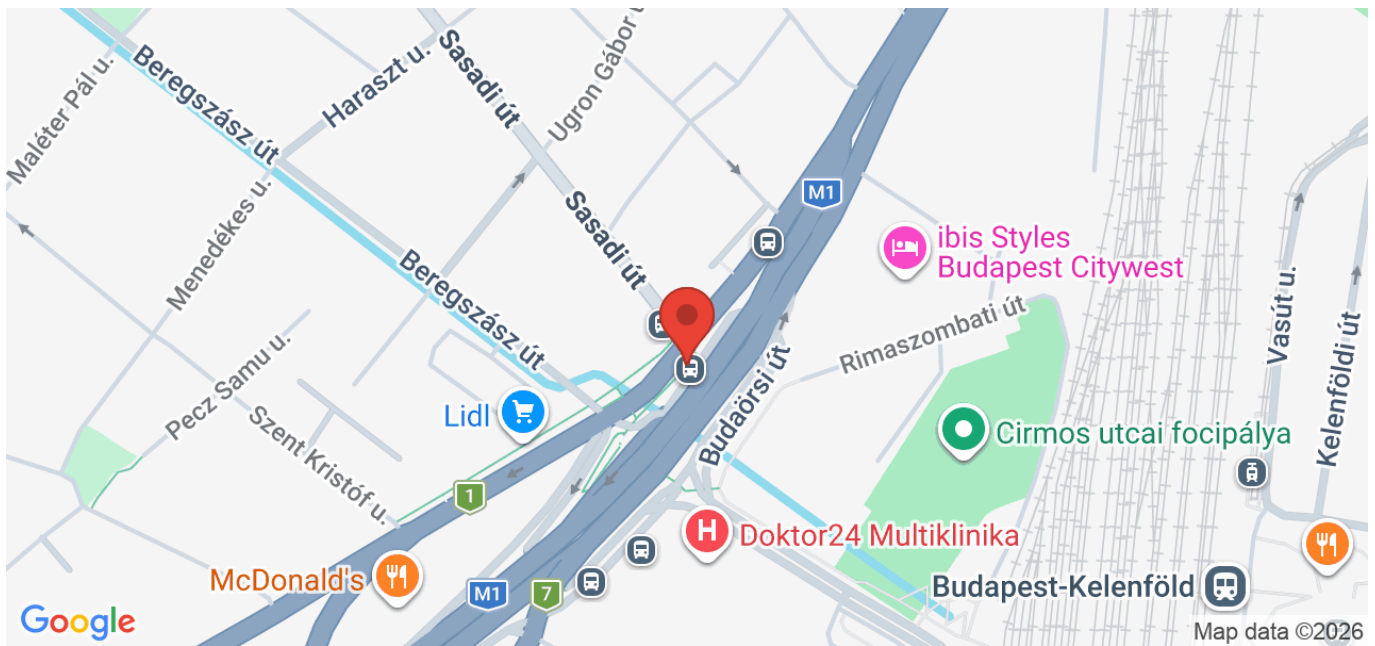 Maléter Pál u.
Beregszász út
Haraszt u.
Sasadi út
Ugron Gábor u.
M1
Menedékes u.
Sasadi út
ibis Styles
Budapest Citywest
Beregszász út
Rimaszombati út
Vasút u.
Kelenföldi út
Pecz Samu u.
Szent Kristóf u.
Lidl
Budaörsi út
Cirmos utcai focipálya
1
H
Doktor24 Multiklinika
McDonald's
M1
7
Budapest-Kelenföld
Google
Map data ©2026